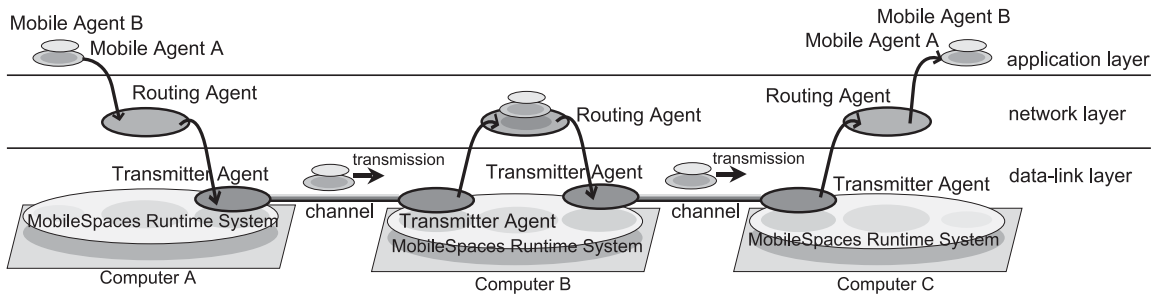 Mobile Agent B
Mobile Agent A
Mobile Agent B
Mobile Agent A
application layer
Routing Agent
Routing Agent
Routing Agent
network layer
Transmitter Agent
transmission
Transmitter Agent
transmission
Transmitter Agent
data-link layer
channel
Transmitter Agent
channel
MobileSpaces Runtime System
MobileSpaces Runtime System
MobileSpaces Runtime System
Computer A
Computer B
Computer C